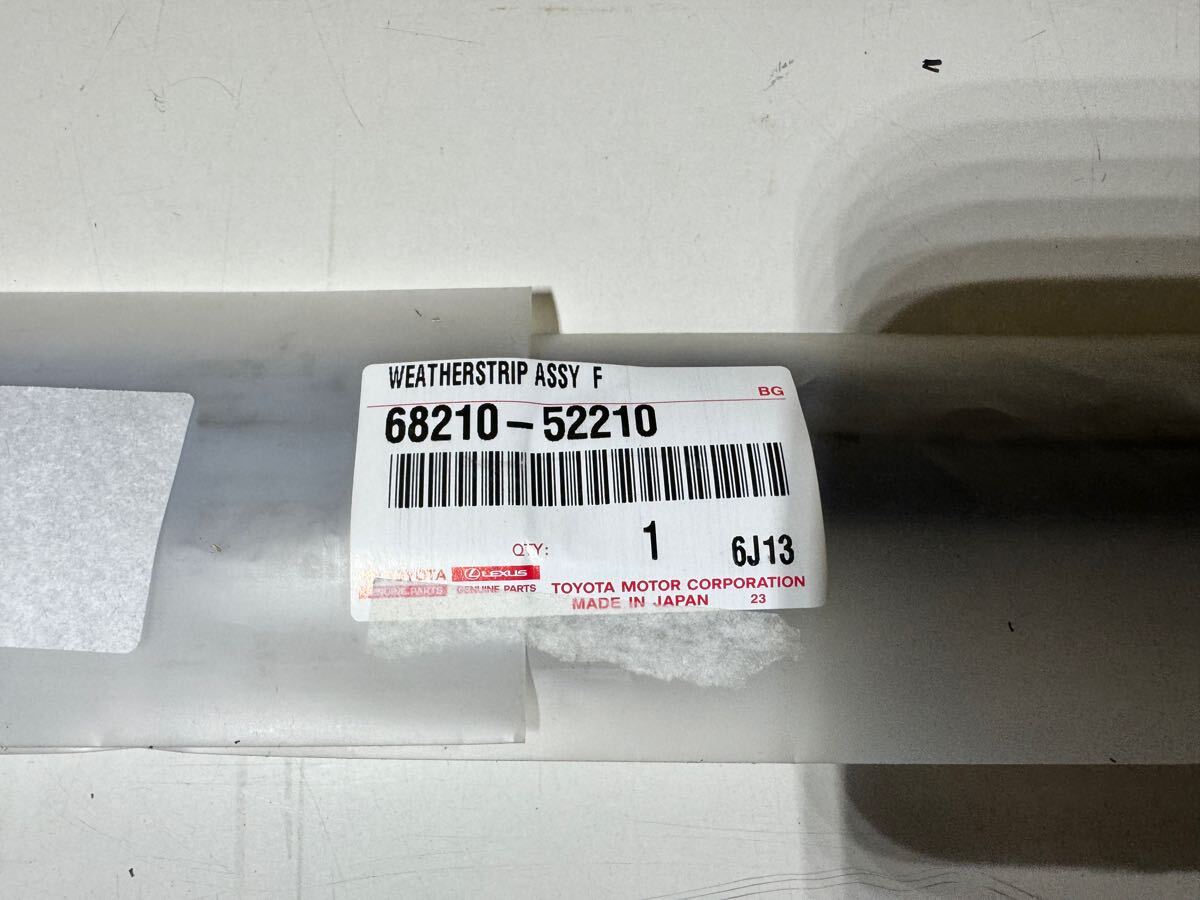 WEATHERSTRIP ASSY F
BG
68210-52210
QTY: 1 6J13
TOYOTA LEXUS
GENUINE PARTS GENUINE PARTS TOYOTA MOTOR CORPORATION
MADE IN JAPAN 23